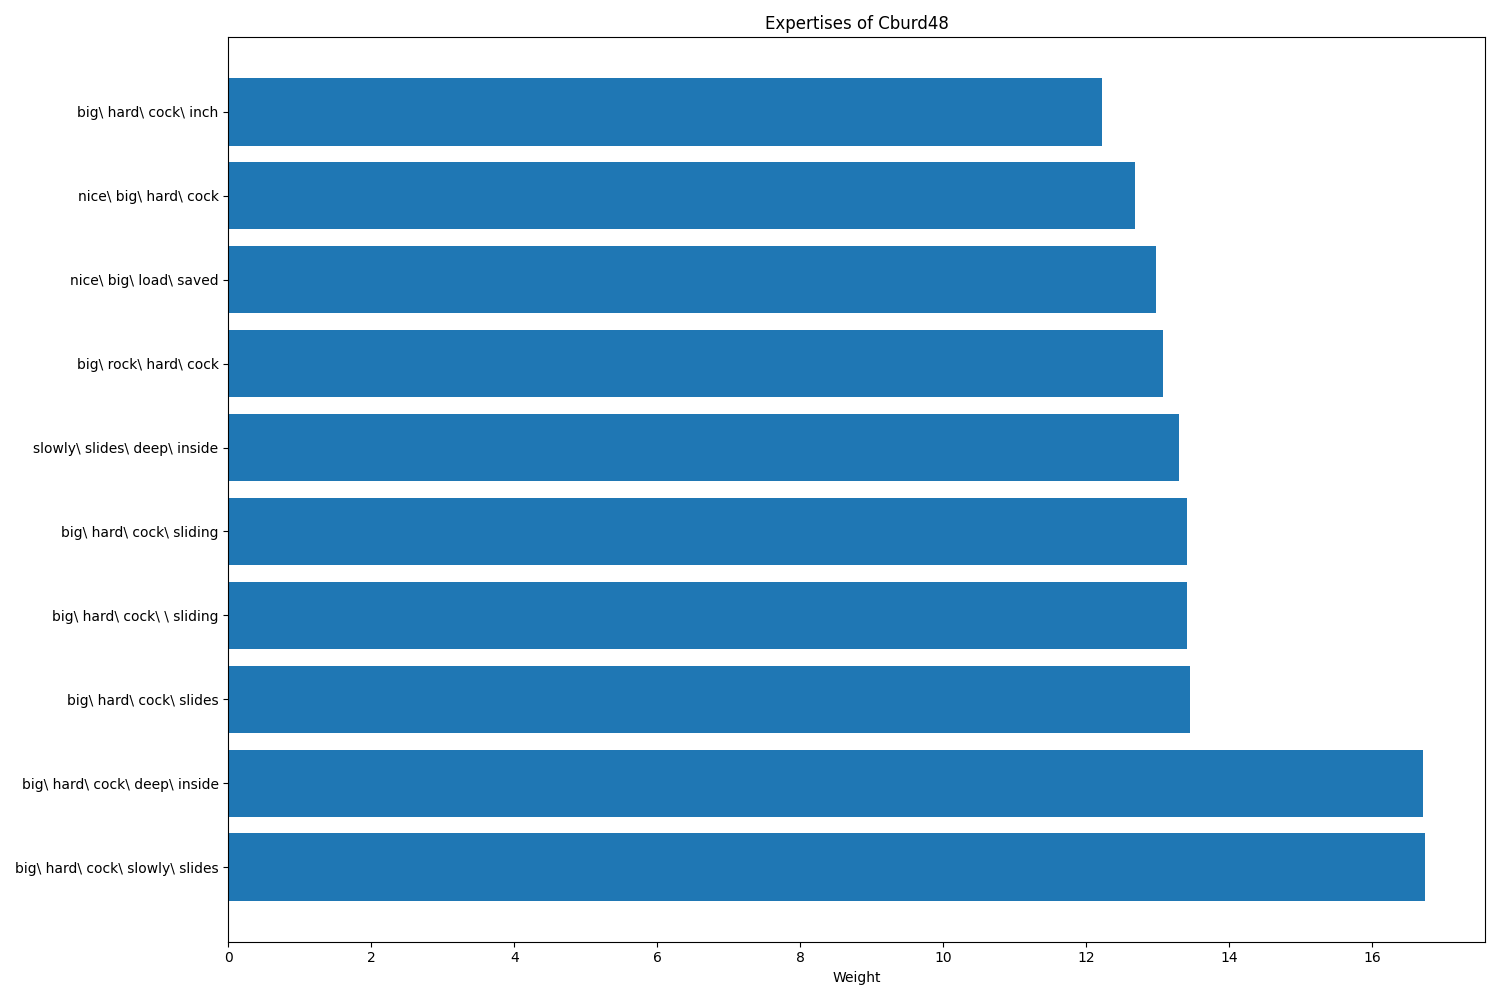 Expertises of Cburd48
big\ hard\ cock\ inch
nice\ big\ hard\ cock
nice\ big\ load\ saved
big\ rock\ hard\ cock
slowly\ slides\ deep\ inside
big\ hard\ cock\ sliding
big\ hard\ cock\ \ sliding
big\ hard\ cock\ slides
big\ hard\ cock\ deep\ inside
big\ hard\ cock\ slowly\ slides
0 2 4 6 8 10 12 14 16
Weight